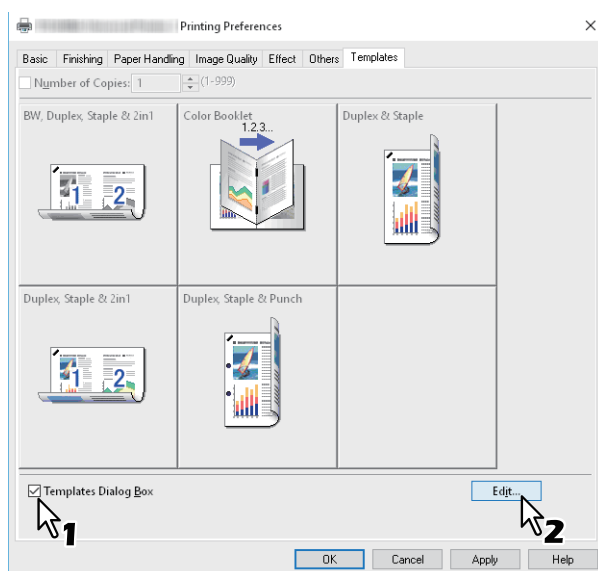 Printing Preferences
Basic Finishing Paper Handling Image Quality Effect Others Templates
Number of Copies: 1 (1-999)
BW, Duplex, Staple & 2in1
Color Booklet
Duplex & Staple
1.2.3...
1 2
Duplex, Staple & 2in1
Duplex, Staple & Punch
1 2
Templates Dialog Box
Edit...
1
2
OK Cancel Apply Help